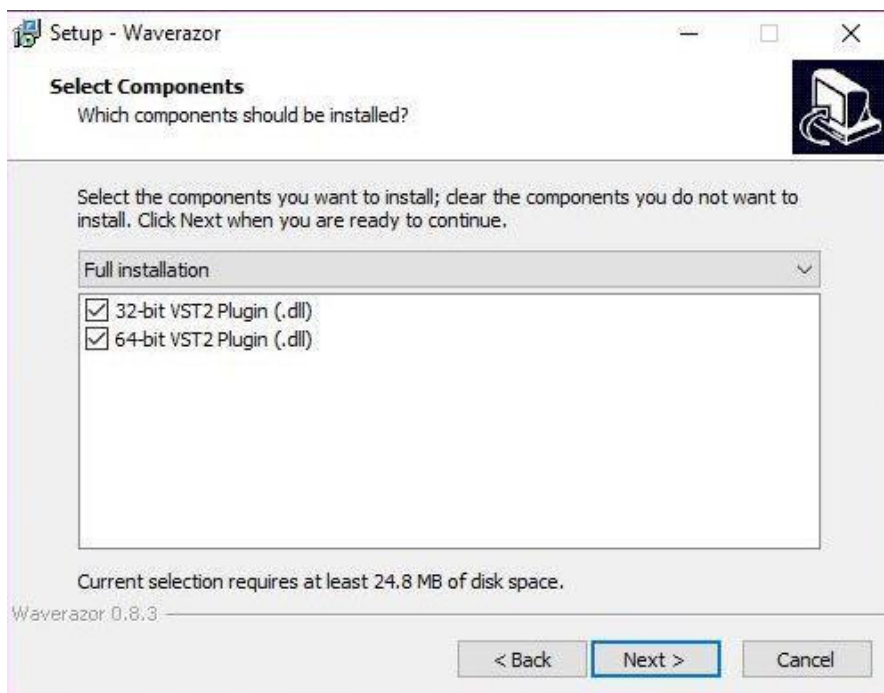 Setup - Waverazor
Select Components
Which components should be installed?
Select the components you want to install; clear the components you do not want to
install. Click Next when you are ready to continue.
Full installation
32-bit VST2 Plugin (.dll)
64-bit VST2 Plugin (.dll)
Current selection requires at least 24.8 MB of disk space.
Waverazor 0.8.3
< Back Next > Cancel